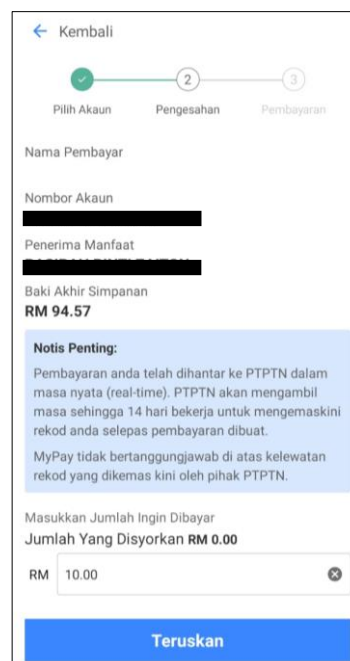 Kembali
2
3
Pilih Akaun
Pengesahan
Pembayaran
Nama Pembayar
Nombor Akaun
Penerima Manfaat
Baki Akhir Simpanan
RM 94.57
Notis Penting:
Pembayaran anda telah dihantar ke PTPTN dalam
masa nyata (real-time). PTPTN akan mengambil
masa sehingga 14 hari bekerja untuk mengemaskini
rekod anda selepas pembayaran dibuat.
MyPay tidak bertanggungjawab di atas kelewatan
rekod yang dikemas kini oleh pihak PTPTN.
Masukkan Jumlah Ingin Dibayar
Jumlah Yang Disyorkan RM 0.00
RM 10.00
Teruskan